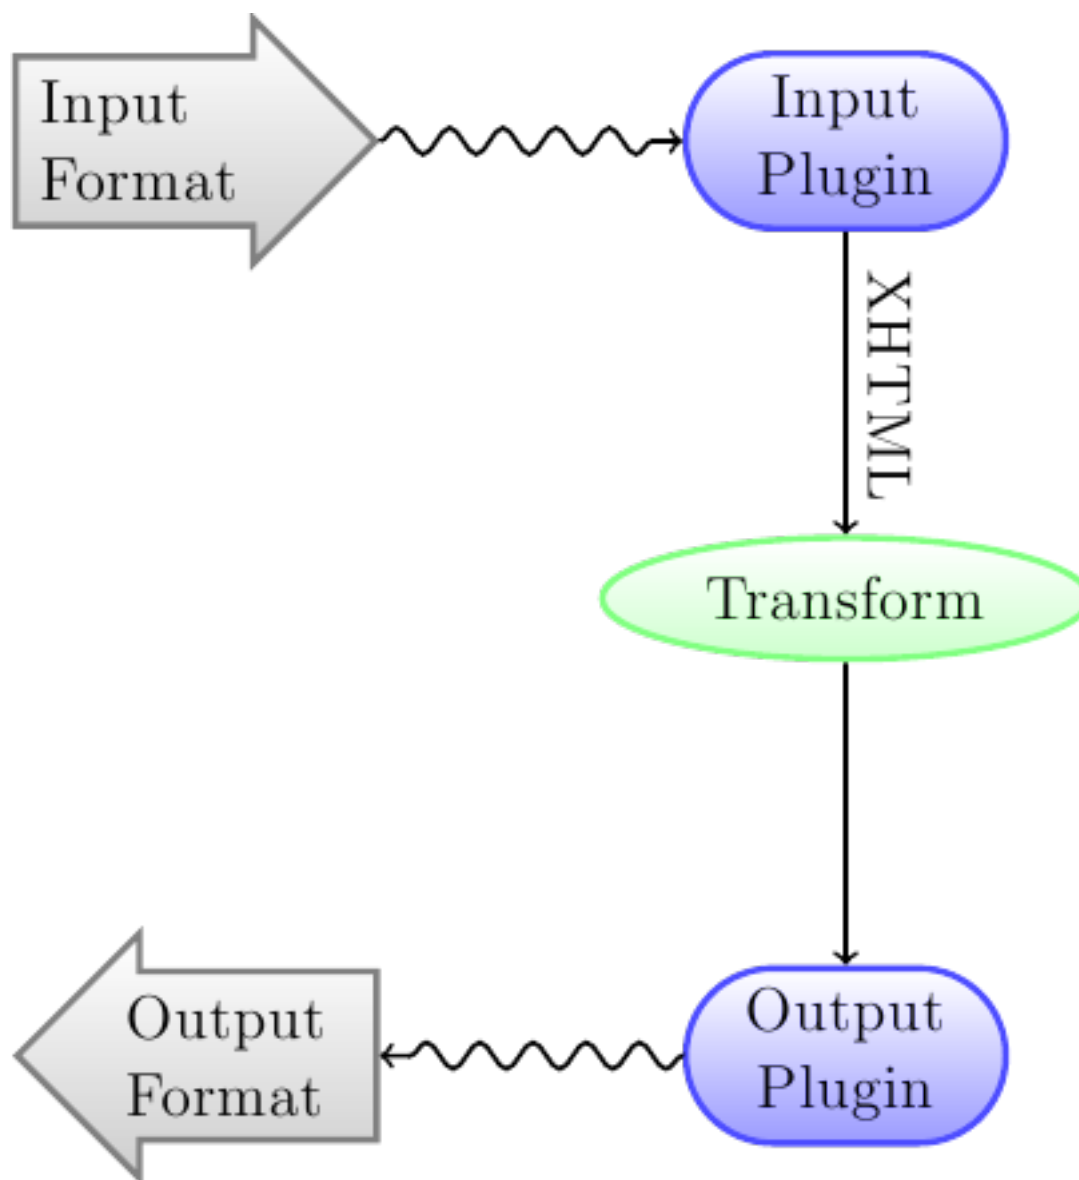 Input
Format
Input
Plugin
XHTML
Transform
Output
Format
Output
Plugin